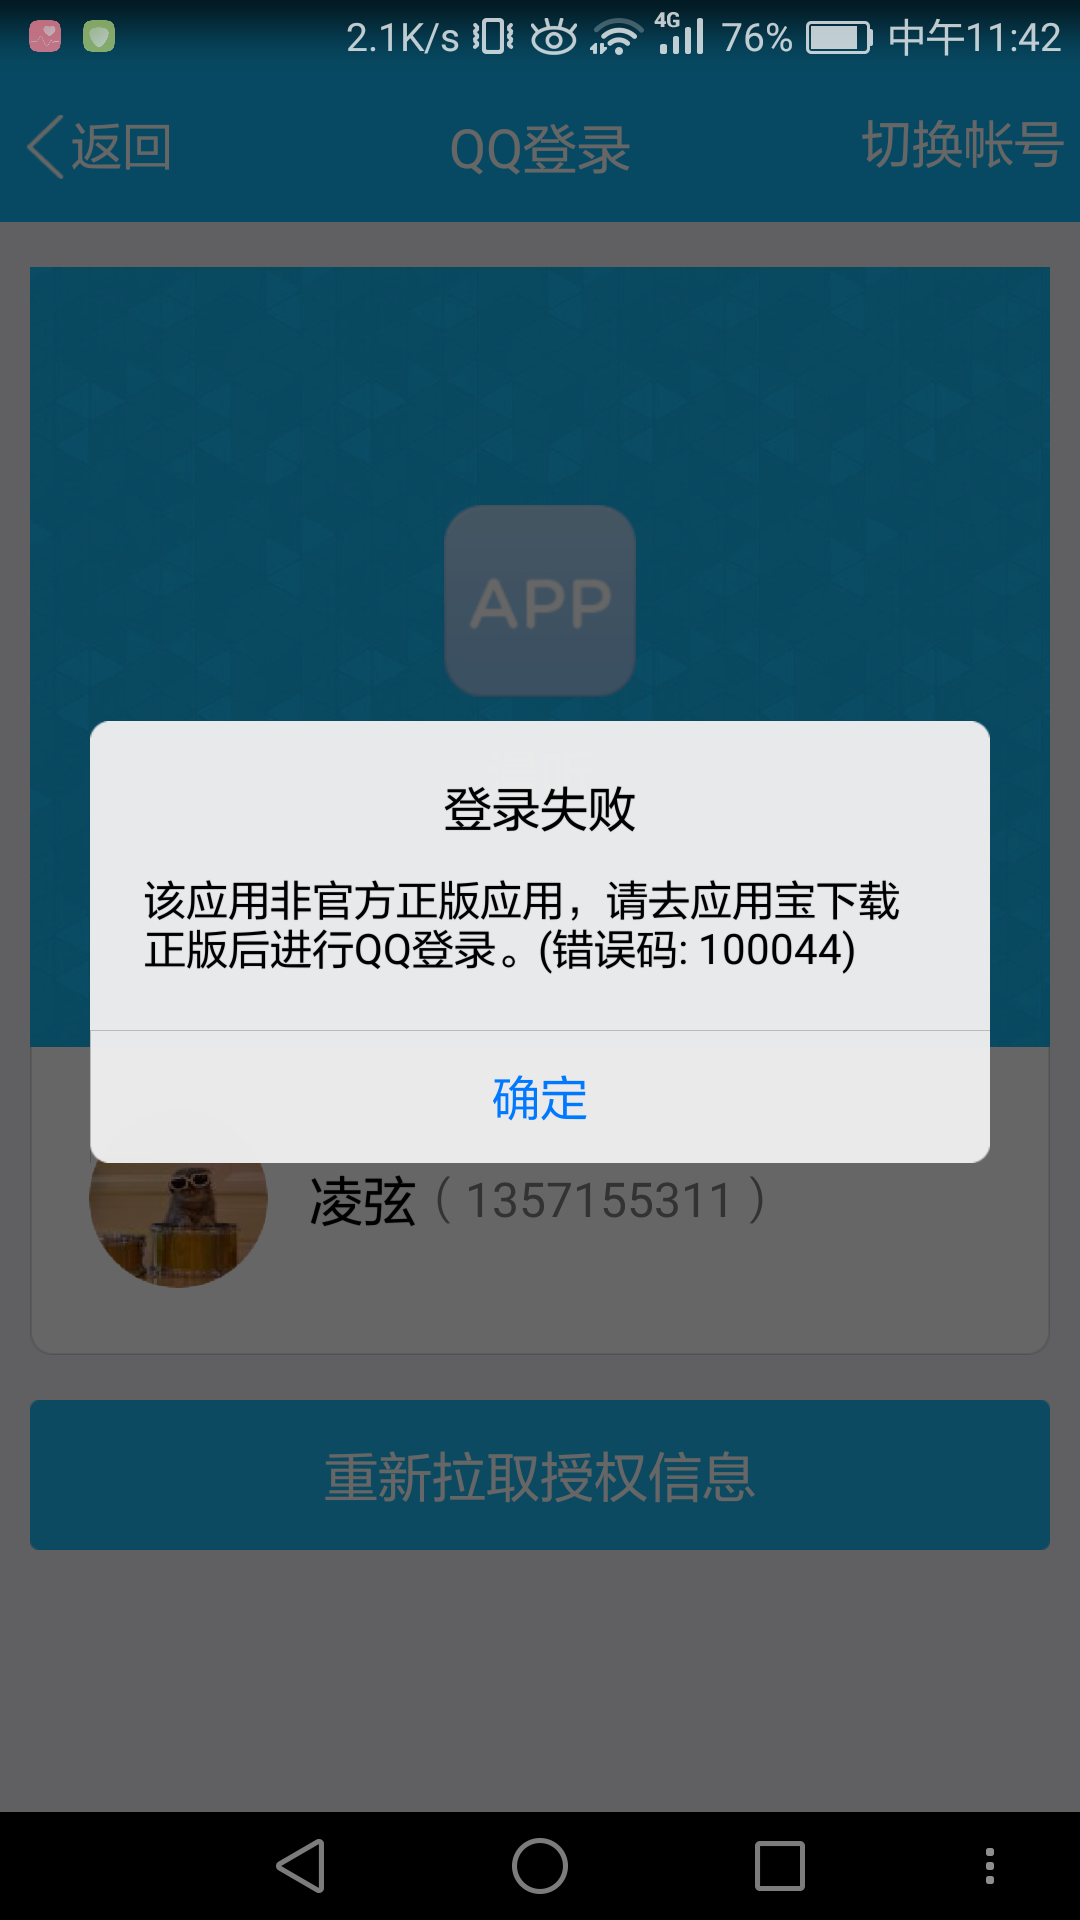 2.1K/s 4G 76% 中午11:42
返回 QQ登录 切换帐号
APP
登录失败
该应用非官方正版应用，请去应用宝下载
正版后进行QQ登录。(错误码: 100044)
确定
凌弦（1357155311）
重新拉取授权信息